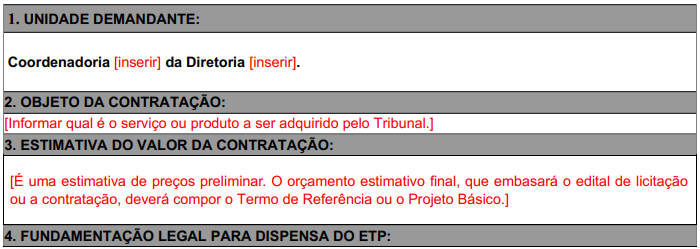 1. UNIDADE DEMANDANTE:
Coordenadoria [inserir] da Diretoria [inserir].
2. OBJETO DA CONTRATAÇÃO:
[Informar qual é o serviço ou produto a ser adquirido pelo Tribunal.]
3. ESTIMATIVA DO VALOR DA CONTRATAÇÃO:
[É uma estimativa de preços preliminar. O orçamento estimativo final, que embasará o edital de licitação
ou a contratação, deverá compor o Termo de Referência ou o Projeto Básico.]
4. FUNDAMENTAÇÃO LEGAL PARA DISPENSA DO ETP: